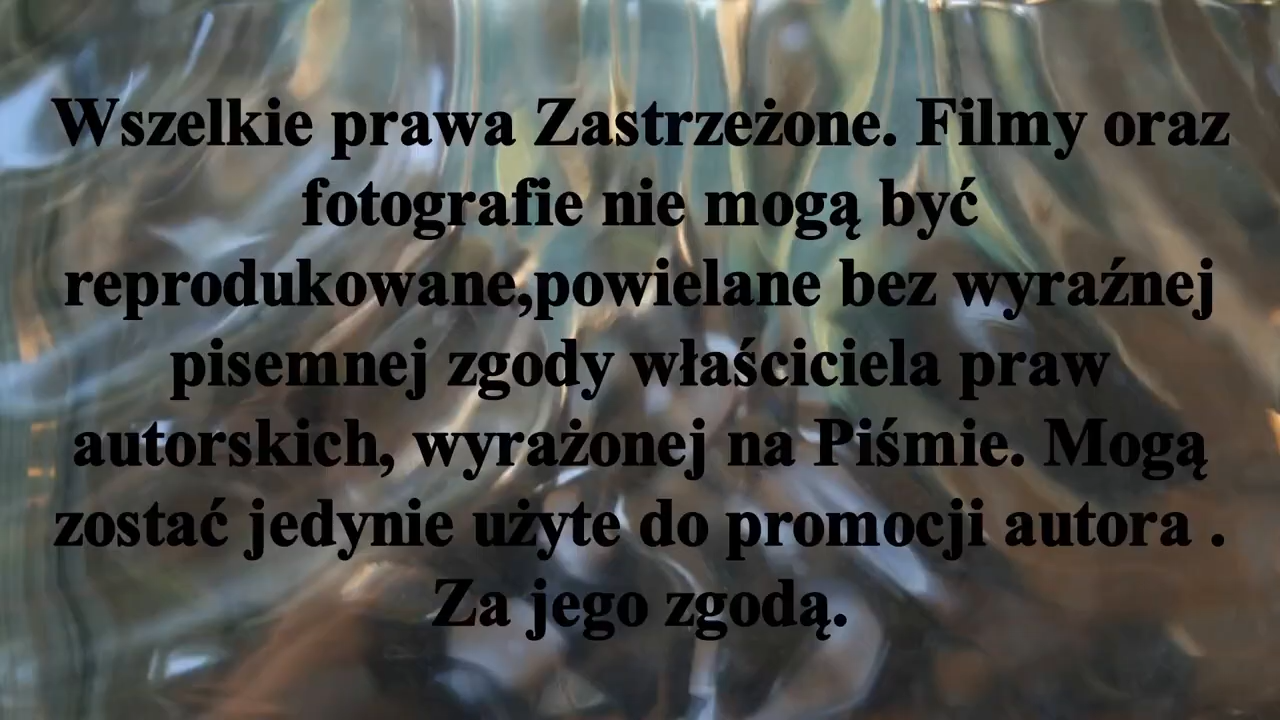 Wszelkie prawa Zastrzeżone. Filmy oraz
fotografie nie mogą być
reprodukowane,powielane bez wyraźnej
pisemnej zgody właściciela praw
autorskich, wyrażonej na Piśmie. Mogą
zostać jedynie użyte do promocji autora .
Za jego zgodą.